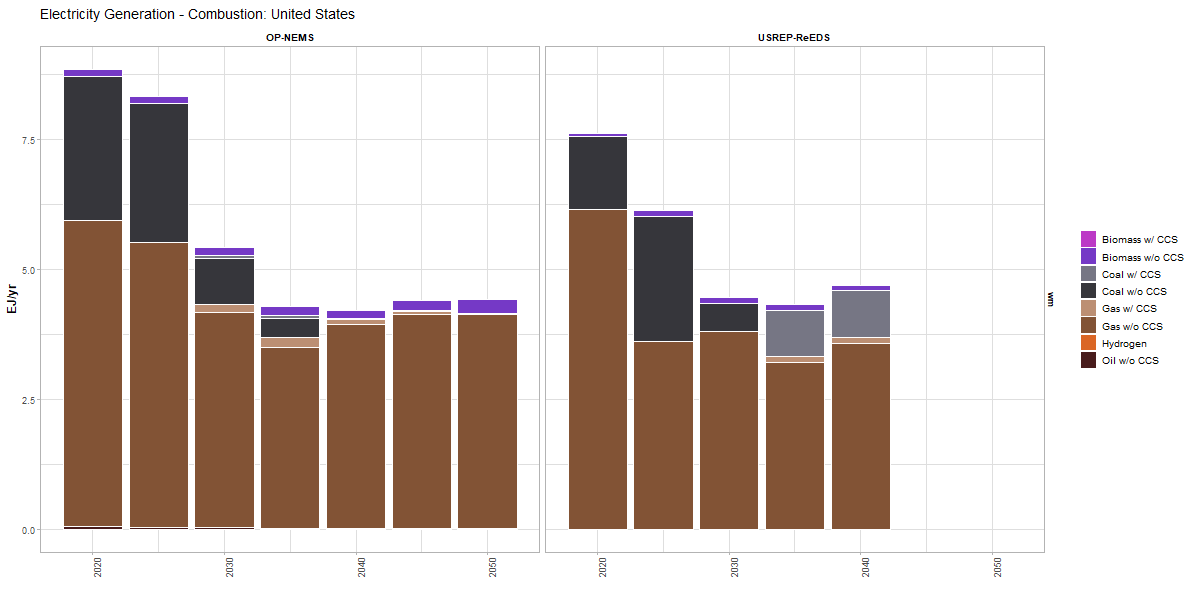 Electricity Generation - Combustion: United States
OP-NEMS
USREP-ReEDS
EJ/yr
7.5
5.0
2.5
0.0
2020
2030
2040
2050
2020
2030
2040
2050
wm
Biomass w/ CCS
Biomass w/o CCS
Coal w/ CCS
Coal w/o CCS
Gas w/ CCS
Gas w/o CCS
Hydrogen
Oil w/o CCS